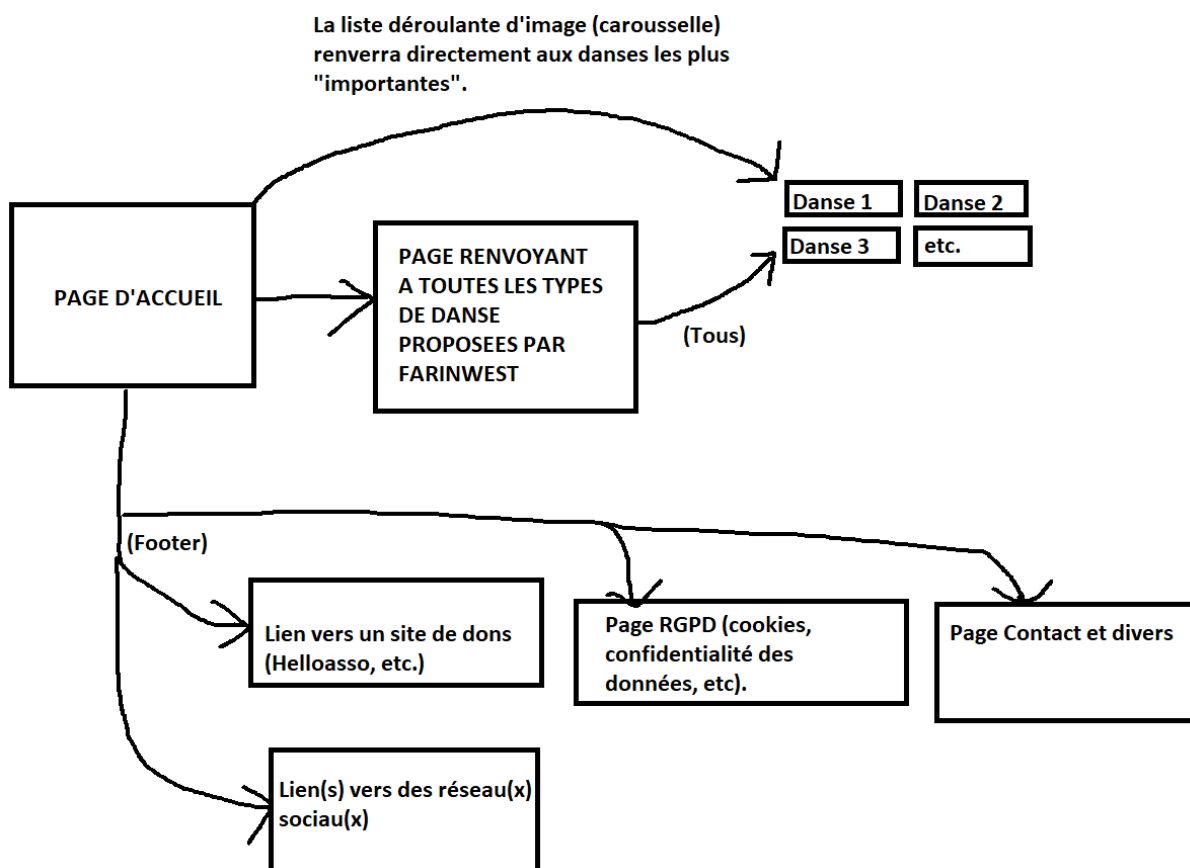 La liste déroulante d'image (carousselle)
renverra directement aux danses les plus
"importantes".
Danse 1
Danse 2
Danse 3
etc.
PAGE D'ACCUEIL
PAGE RENVOYANT
A TOUTES LES TYPES
DE DANSE
PROPOSEES PAR
FARINWEST
(Tous)
(Footer)
Lien vers un site de dons
(Helloasso, etc.)
Page RGPD (cookies,
confidentialité des
données, etc).
Page Contact et divers
Lien(s) vers des réseau(x)
sociau(x)